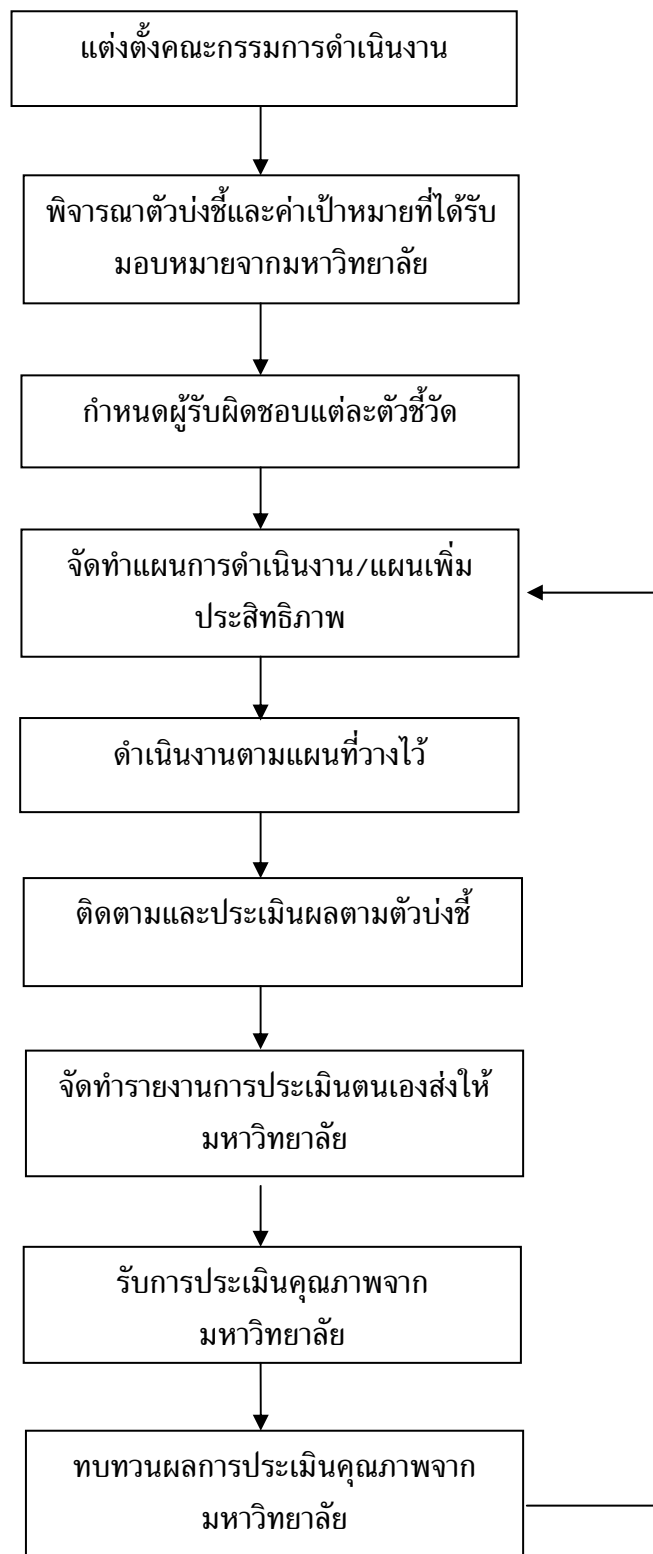 แต่งตั้งคณะกรรมการดำเนินงาน
พิจารณาตัวบ่งชี้และค่าเป้าหมายที่ได้รับ
มอบหมายจากมหาวิทยาลัย
กำหนดผู้รับผิดชอบแต่ละตัวชี้วัด
จัดทำแผนการดำเนินงาน/แผนเพิ่ม
ประสิทธิภาพ
ดำเนินงานตามแผนที่วางไว้
ติดตามและประเมินผลตามตัวบ่งชี้
จัดทำรายงานการประเมินตนเองส่งให้
มหาวิทยาลัย
รับการประเมินคุณภาพจาก
มหาวิทยาลัย
ทบทวนผลการประเมินคุณภาพจาก
มหาวิทยาลัย